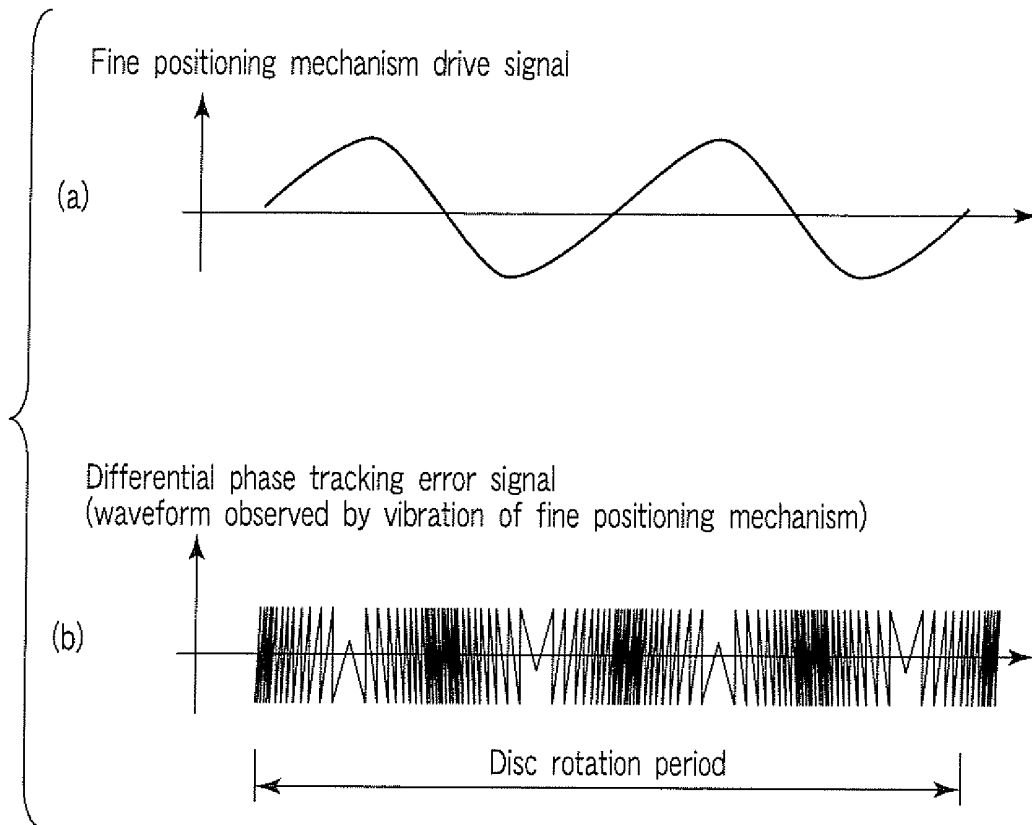 Fine positioning mechanism drive signal
(a)
Differential phase tracking error signal
(waveform observed by vibration of fine positioning mechanism)
(b)
Disc rotation period